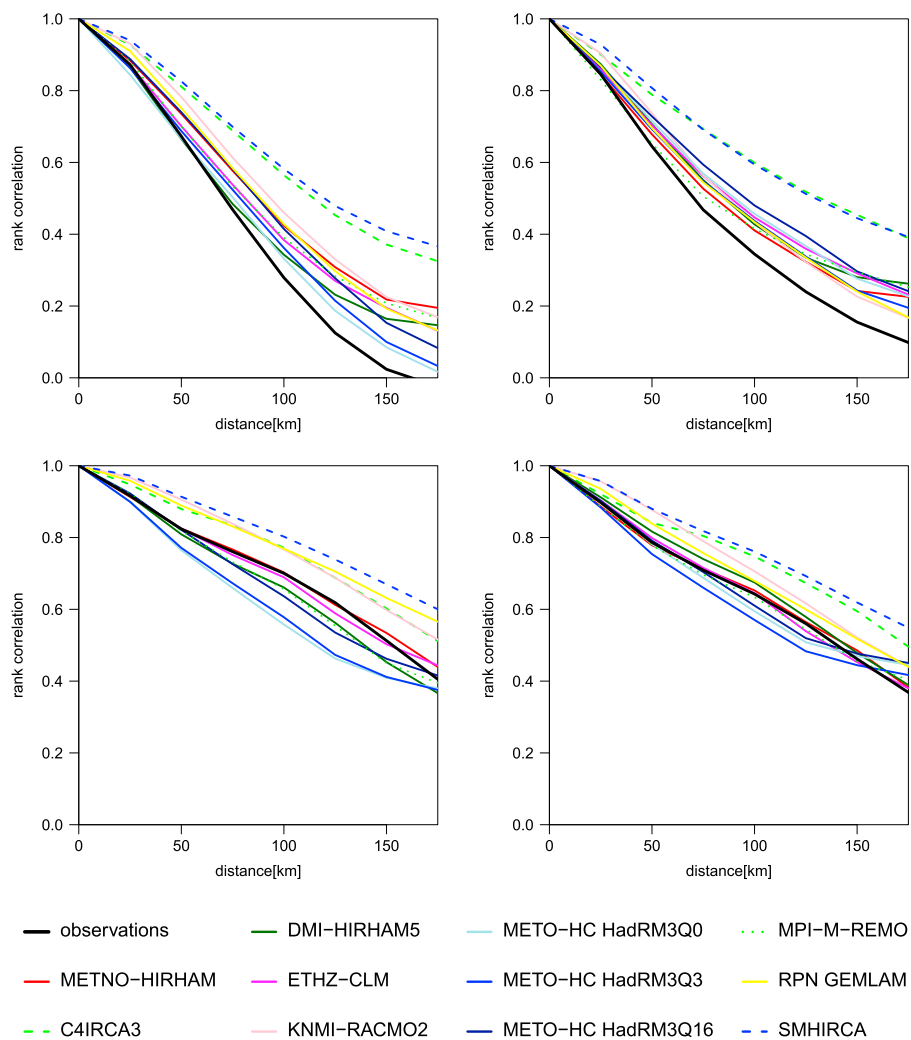 1.0
0.8
0.6
0.4
0.2
0.0
rank correlation
0
50
100
150
distance[km]
1.0
0.8
0.6
0.4
0.2
0.0
rank correlation
0
50
100
150
distance[km]
1.0
0.8
0.6
0.4
0.2
0.0
rank correlation
0
50
100
150
distance[km]
1.0
0.8
0.6
0.4
0.2
0.0
rank correlation
0
50
100
150
distance[km]
observations
DMI−HIRHAM5
METO−HC HadRM3Q0
MPI−M−REMO
METNO−HIRHAM
ETHZ−CLM
METO−HC HadRM3Q3
RPN GEMLAM
C4IRCA3
KNMI−RACMO2
METO−HC HadRM3Q16
SMHIRCA